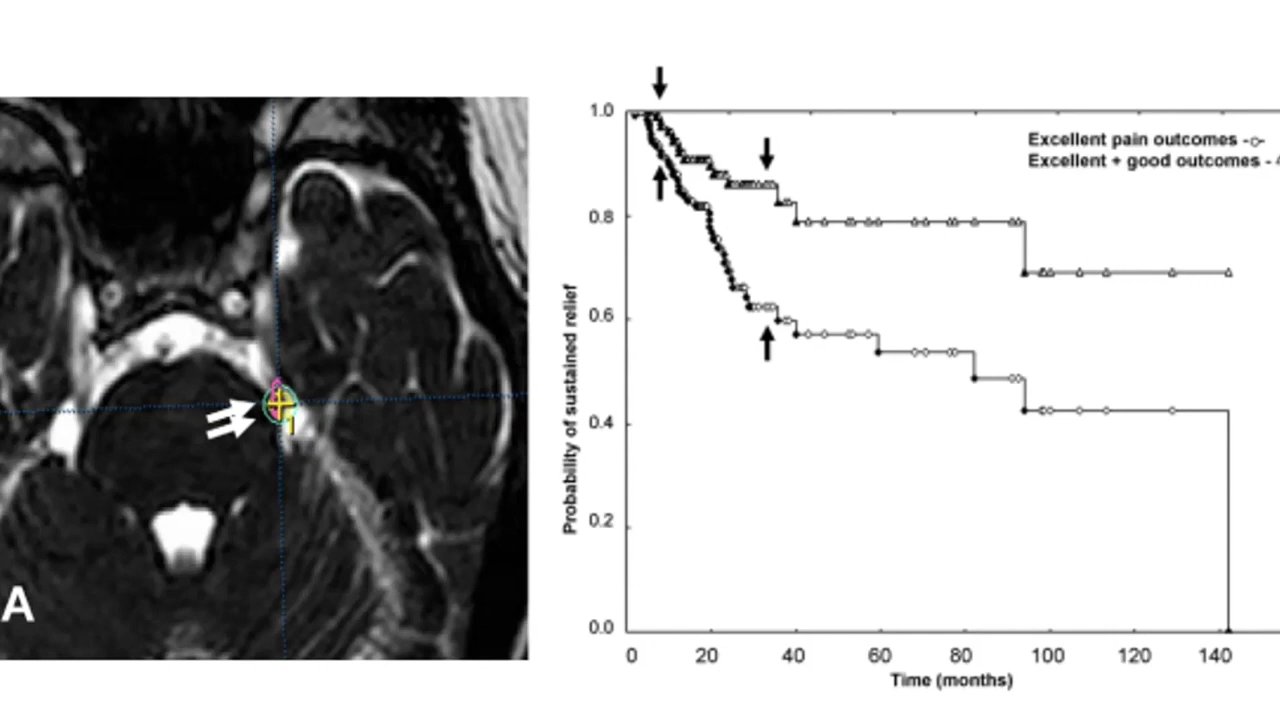 A
1.0
0.8
0.6
0.4
0.2
0.0
Probability of sustained relief
Excellent pain outcomes
Excellent + good outcomes -
0 20 40 60 80 100 120 140
Time (months)